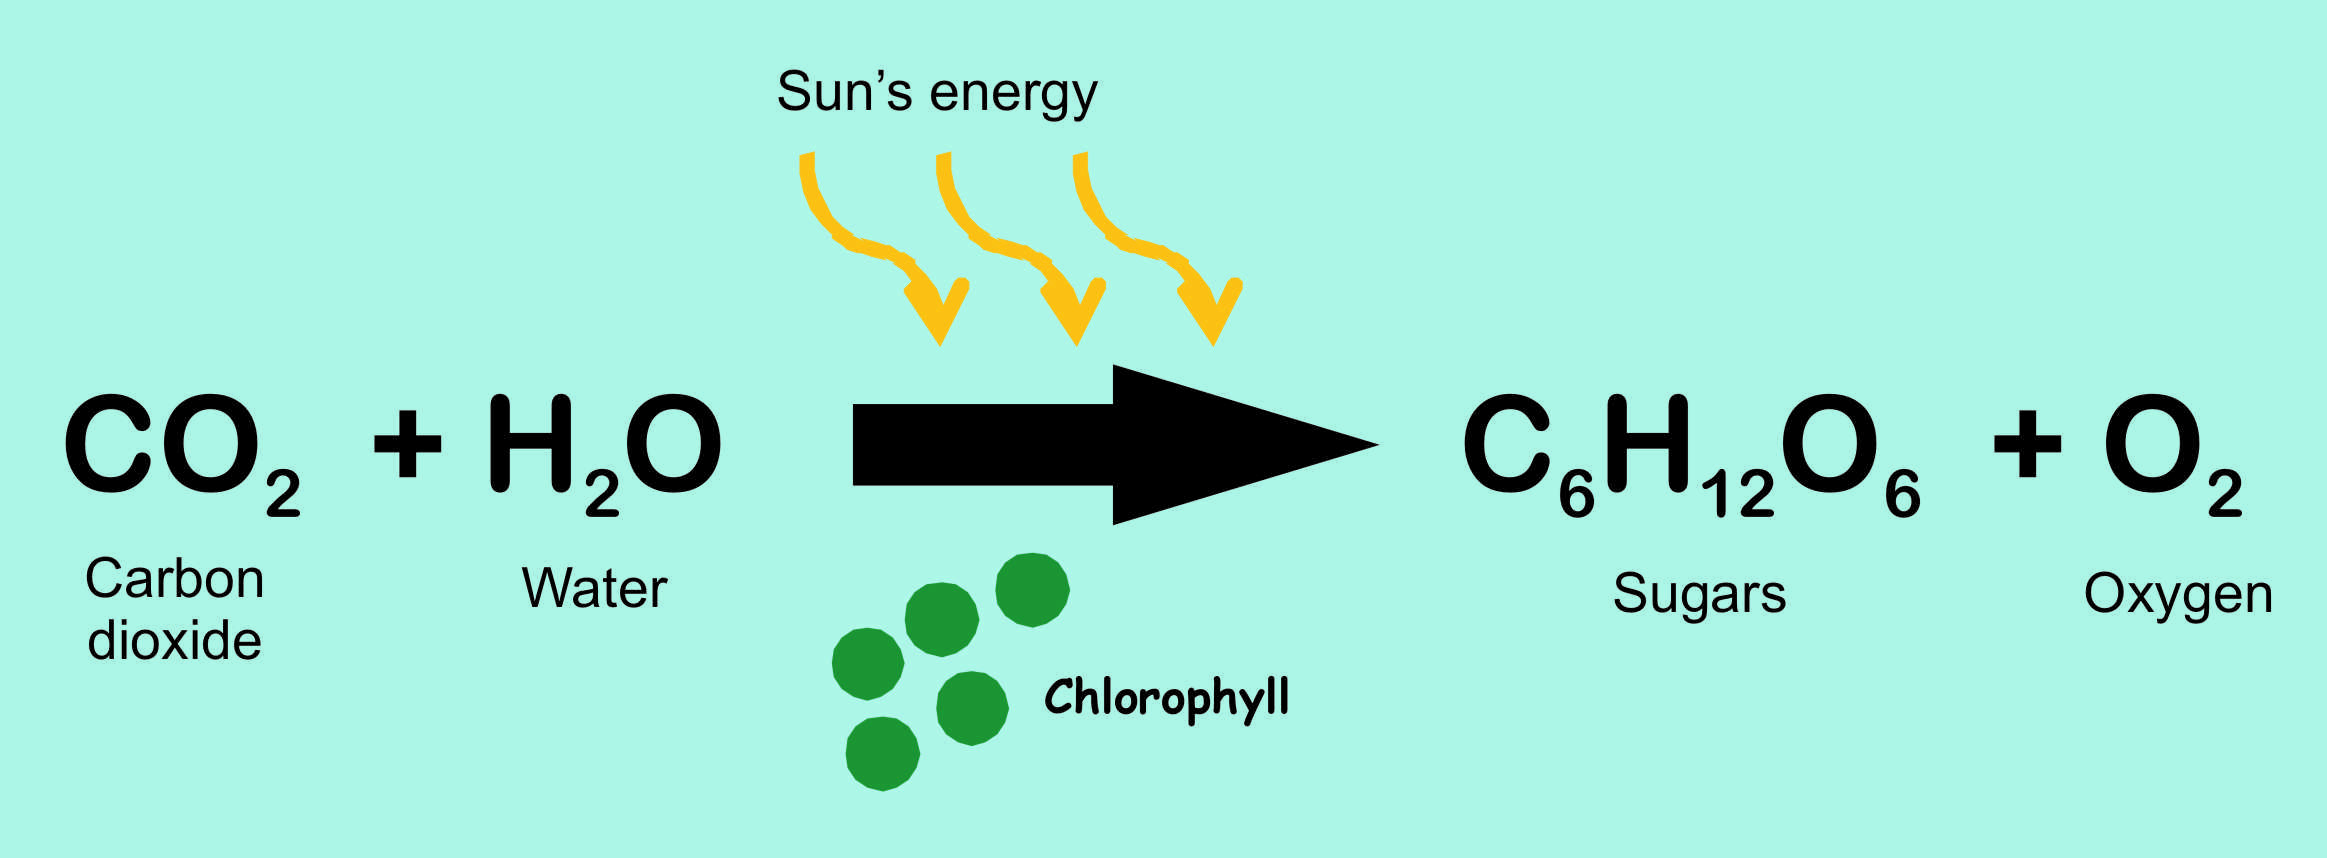 Sun’s energy
CO₂ + H₂O C₆H₁₂O₆ + O₂
Carbon
dioxide
Water
Sugars
Oxygen
Chlorophyll